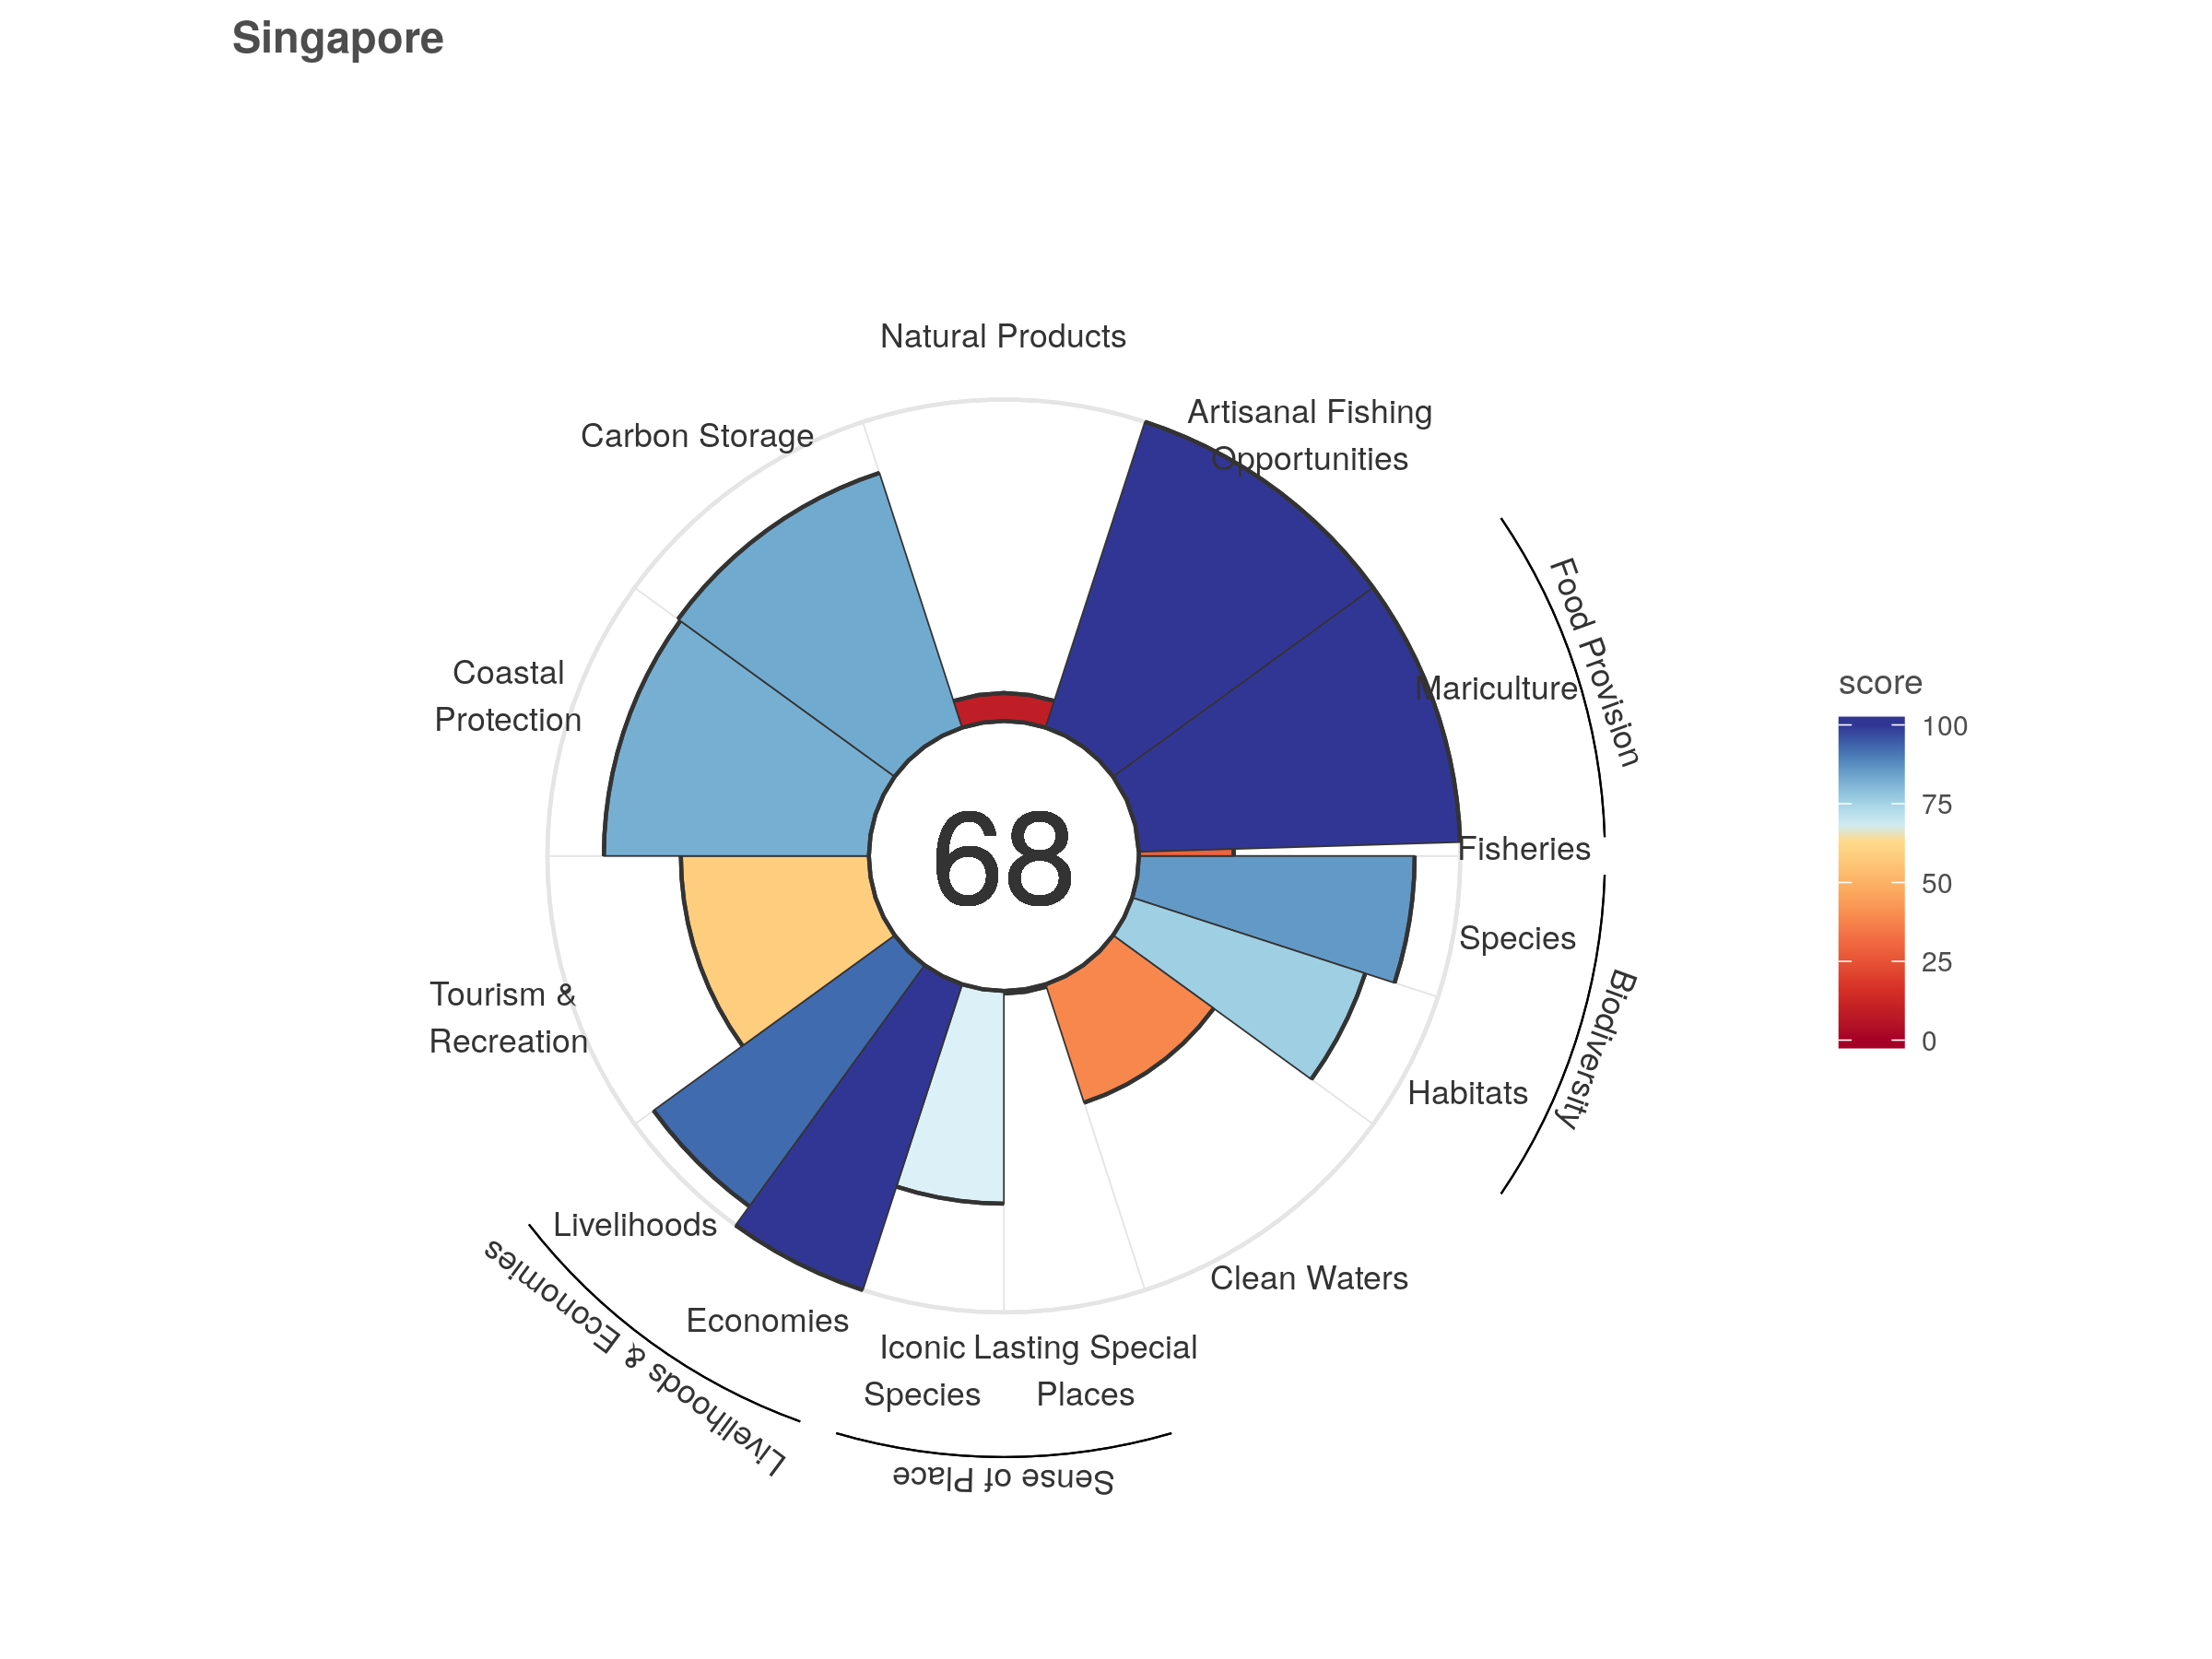 Singapore
Natural Products
Artisanal Fishing
Opportunities
Carbon Storage
Food Provision
Coastal
Protection
Mariculture
score
100
75
50
25
0
68
Fisheries
Species
Biodiversity
Tourism &
Recreation
Habitats
Livelihoods
Clean Waters
Livelihoods & Economies
Economies
Iconic
Species
Lasting Special
Places
Sense of Place